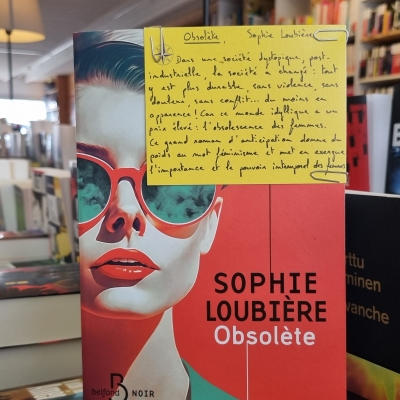 Obsolète, Sophie Loubière
Dans une société dystopique, post-
industrielle, la société a changé : tout
y est plus durable, sans violence, sans
douleur, sans conflit... du moins en
apparence ! Car ce monde idyllique a un
prix élevé : l'obsolescence des femmes.
Ce grand roman d'anticipation donne du
poids au mot féminisme et met en exergue
l'importance et le pouvoir intemporel des femmes
SOPHIE
LOUBIÈRE
Obsolète
belfond
NOIR
ttu
minen
vanche